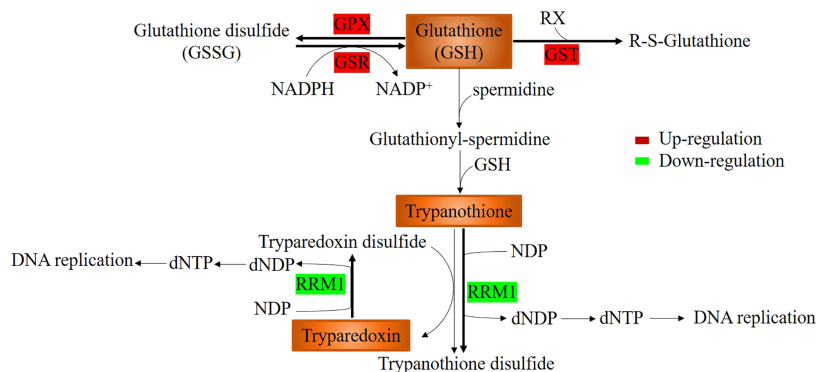 Glutathione disulfide
(GSSG)
GPX
GSR
NADPH
NADP⁺
Glutathione
(GSH)
RX
GST
R-S-Glutathione
spermidine
Glutathionyl-spermidine
GSH
Up-regulation
Down-regulation
Trypanothione
Tryparedoxin disulfide
NDP
DNA replication
dNTP
dNDP
RRM1
RRM1
NDP
dNDP
dNTP
DNA replication
Tryparedoxin
Trypanothione disulfide